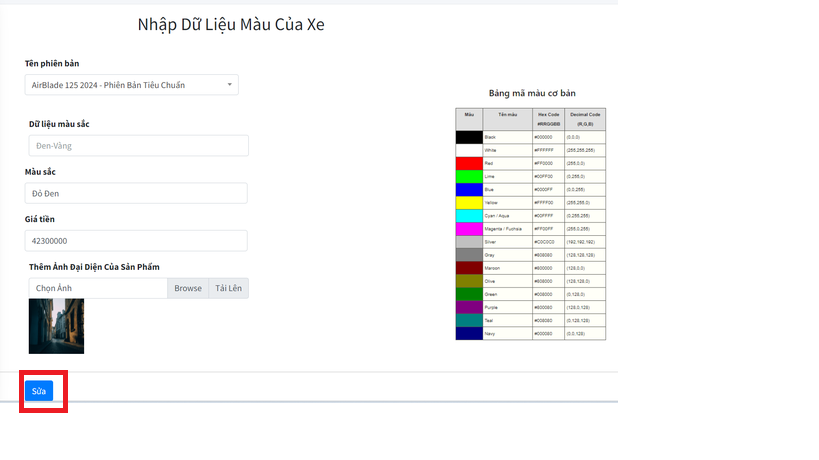 Nhập Dữ Liệu Màu Của Xe
Tên phiên bản
AirBlade 125 2024 - Phiên Bản Tiêu Chuẩn
Dữ liệu màu sắc
Đen-Vàng
Màu sắc
Đỏ Đen
Giá tiền
42300000
Thêm Ảnh Đại Diện Của Sản Phẩm
Chọn Ảnh Browse Tải Lên
Sửa
Bảng mã màu cơ bản
Màu Tên màu Hex Code #RRGGBB Decimal Code (R,G,B)
Black #000000 (0,0,0)
White #FFFFFF (255,255,255)
Red #FF0000 (255,0,0)
Lime #00FF00 (0,255,0)
Blue #0000FF (0,0,255)
Yellow #FFFF00 (255,255,0)
Cyan / Aqua #00FFFF (0,255,255)
Magenta / Fuchsia #FF00FF (255,0,255)
Silver #C0C0C0 (192,192,192)
Gray #808080 (128,128,128)
Maroon #800000 (128,0,0)
Olive #808000 (128,128,0)
Green #008000 (0,128,0)
Purple #800080 (128,0,128)
Teal #008080 (0,128,128)
Navy #000080 (0,0,128)